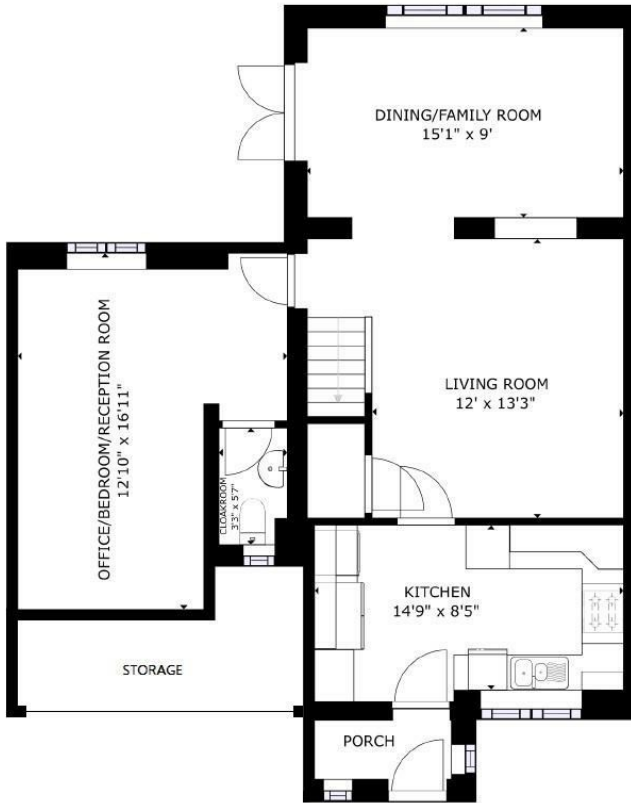 DINING/FAMILY ROOM
15'1" x 9'
OFFICE/BEDROOM/RECEPTION ROOM
12'10" x 16'11"
LIVING ROOM
12' x 13'3"
CLOAKROOM
3'3" x 5'7"
KITCHEN
14'9" x 8'5"
STORAGE
PORCH